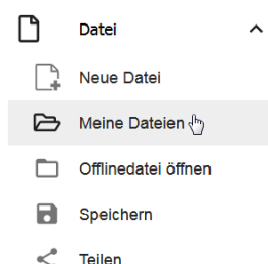 Datei
Neue Datei
Meine Dateien
Offlinedatei öffnen
Speichern
Teilen